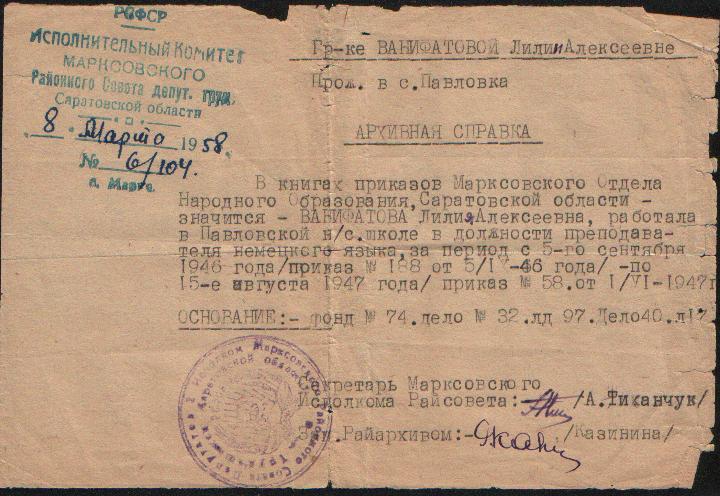 РСФСР
Исполнительный Комитет
МАРКСОВСКОГО
Районного Совета депут. труд.
Саратовской области
8 Марта 1958.
№ 6/104.
г. Маркс.
Гр-ке ВАНИФАТОВОЙ Лилии Алексеевне
Прож. в с.Павловка
АРХИВНАЯ СПРАВКА
В книгах приказов Марксовского Отдела
Народного Образования,Саратовской области -
значится - ВАНИФАТОВА Лилия Алексеевна, работала
в Павловской н/с.школе в должности преподава-
теля немецкого языка,за период с 5-го сентября
1946 года/приказ № 188 от 5/IX-46 года/ -по
15-е августа 1947 года/ приказ № 58.от I/VI-1947г
ОСНОВАНИЕ:- фонд № 74.дело № 32.лд 97.Дело40.л17
Секретарь Марксовского
Исполкома Райсовета:- /А.Тиханчук/
Зав.Райархивом:- /Казинина/